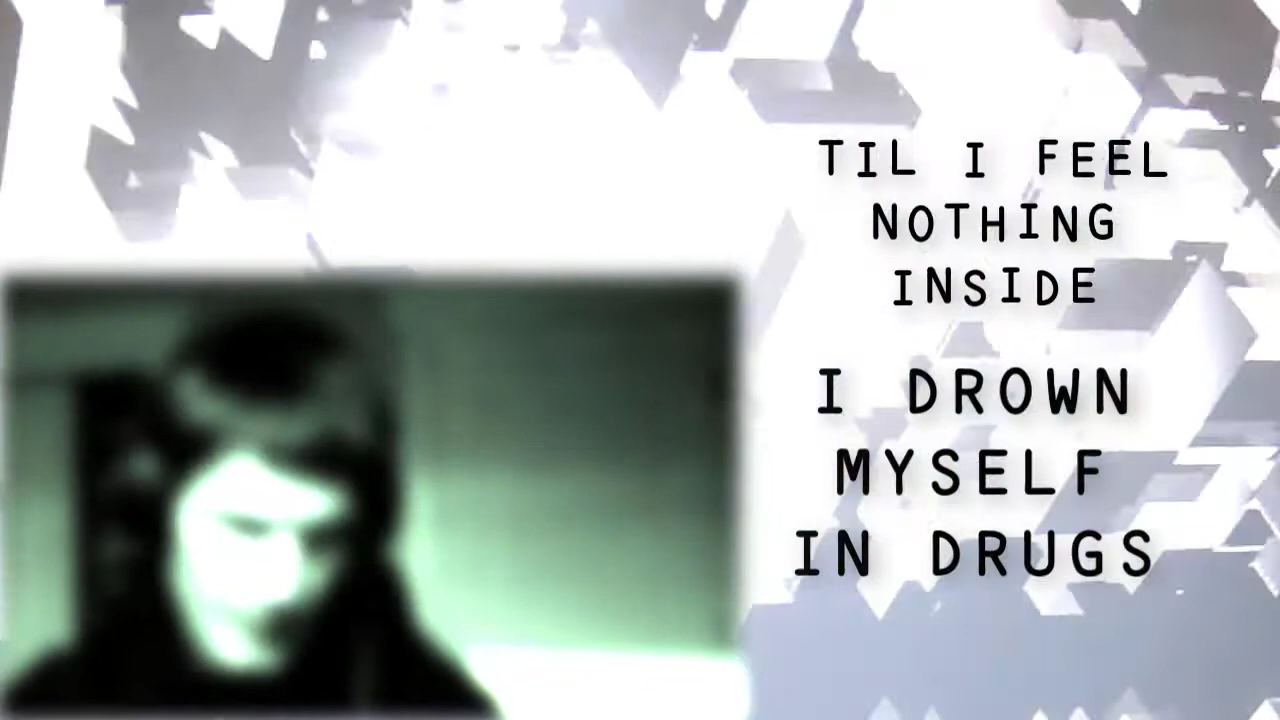 TIL I FEEL
NOTHING
INSIDE
I DROWN
MYSELF
IN DRUGS